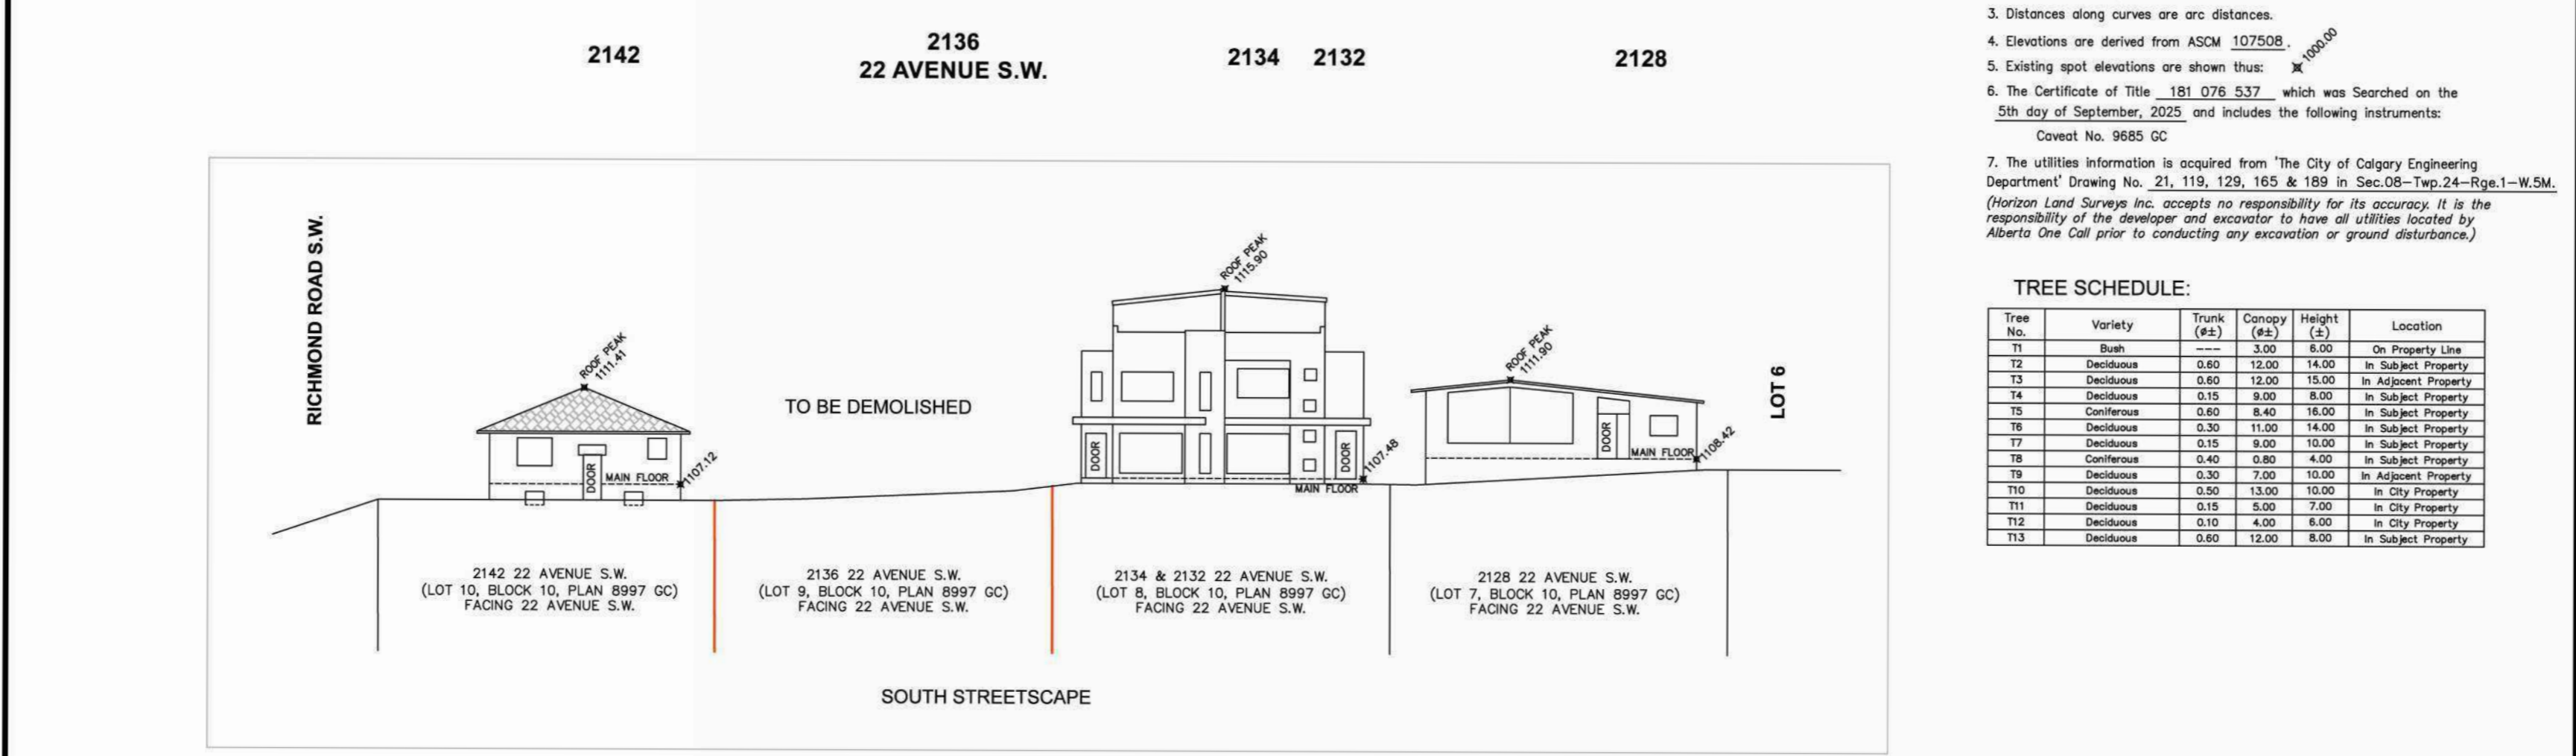 2142
2136
22 AVENUE S.W.
2134
2132
2128
RICHMOND ROAD S.W.
ROOF PEAK
1111.41
DOOR
MAIN FLOOR
1107.12
TO BE DEMOLISHED
ROOF PEAK
1115.90
DOOR
DOOR
1107.48
MAIN FLOOR
ROOF PEAK
1111.90
DOOR
MAIN FLOOR
1108.42
LOT 6
2142 22 AVENUE S.W.
(LOT 10, BLOCK 10, PLAN 8997 GC)
FACING 22 AVENUE S.W.
2136 22 AVENUE S.W.
(LOT 9, BLOCK 10, PLAN 8997 GC)
FACING 22 AVENUE S.W.
2134 & 2132 22 AVENUE S.W.
(LOT 8, BLOCK 10, PLAN 8997 GC)
FACING 22 AVENUE S.W.
2128 22 AVENUE S.W.
(LOT 7, BLOCK 10, PLAN 8997 GC)
FACING 22 AVENUE S.W.
SOUTH STREETSCAPE
3. Distances along curves are arc distances.
4. Elevations are derived from ASCM 107508.
5. Existing spot elevations are shown thus: 1000.00
6. The Certificate of Title 181 076 537 which was Searched on the
5th day of September, 2025 and includes the following instruments:
Caveat No. 9685 GC
7. The utilities information is acquired from 'The City of Calgary Engineering
Department' Drawing No. 21, 119, 129, 165 & 189 in Sec.08-Twp.24-Rge.1-W.5M.
(Horizon Land Surveys Inc. accepts no responsibility for its accuracy. It is the
responsibility of the developer and excavator to have all utilities located by
Alberta One Call prior to conducting any excavation or ground disturbance.)
TREE SCHEDULE:
Tree No. Variety Trunk (ø±) Canopy (ø±) Height (±) Location
T1 Bush --- 3.00 6.00 On Property Line
T2 Deciduous 0.60 12.00 14.00 In Subject Property
T3 Deciduous 0.60 12.00 15.00 In Adjacent Property
T4 Deciduous 0.15 9.00 8.00 In Subject Property
T5 Coniferous 0.60 8.40 16.00 In Subject Property
T6 Deciduous 0.30 11.00 14.00 In Subject Property
T7 Deciduous 0.15 9.00 10.00 In Subject Property
T8 Coniferous 0.40 0.80 4.00 In Subject Property
T9 Deciduous 0.30 7.00 10.00 In Adjacent Property
T10 Deciduous 0.50 13.00 10.00 In City Property
T11 Deciduous 0.15 5.00 7.00 In City Property
T12 Deciduous 0.10 4.00 6.00 In City Property
T13 Deciduous 0.60 12.00 8.00 In Subject Property